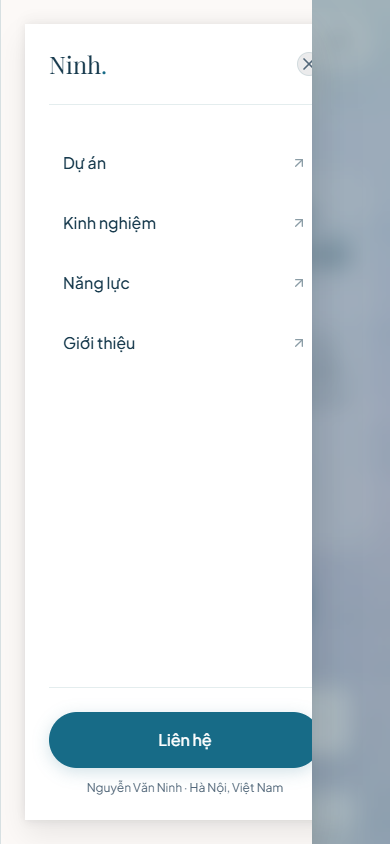 Ninh.
Dự án
Kinh nghiệm
Năng lực
Giới thiệu
Liên hệ
Nguyễn Văn Ninh · Hà Nội, Việt Nam